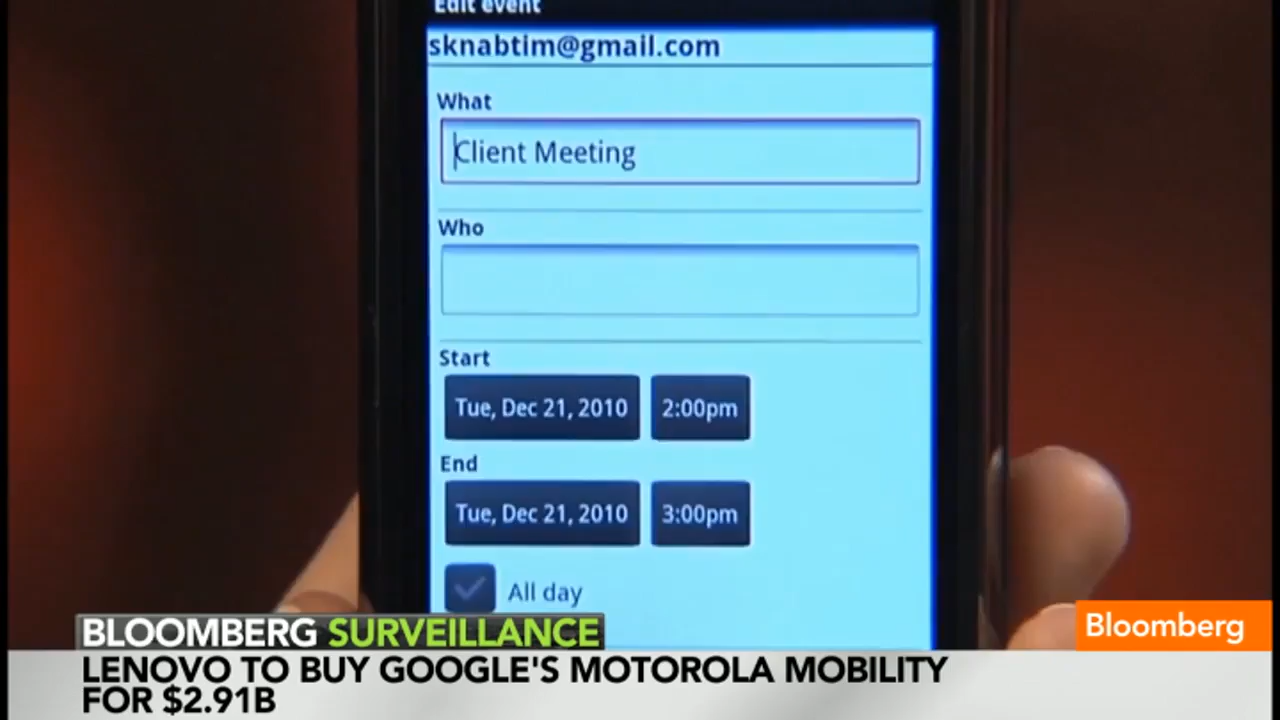 Edit event
sknabtim@gmail.com
What
Client Meeting
Who
Start
Tue, Dec 21, 2010 2:00pm
End
Tue, Dec 21, 2010 3:00pm
All day
BLOOMBERG SURVEILLANCE
Bloomberg
LENOVO TO BUY GOOGLE'S MOTOROLA MOBILITY
FOR $2.91B